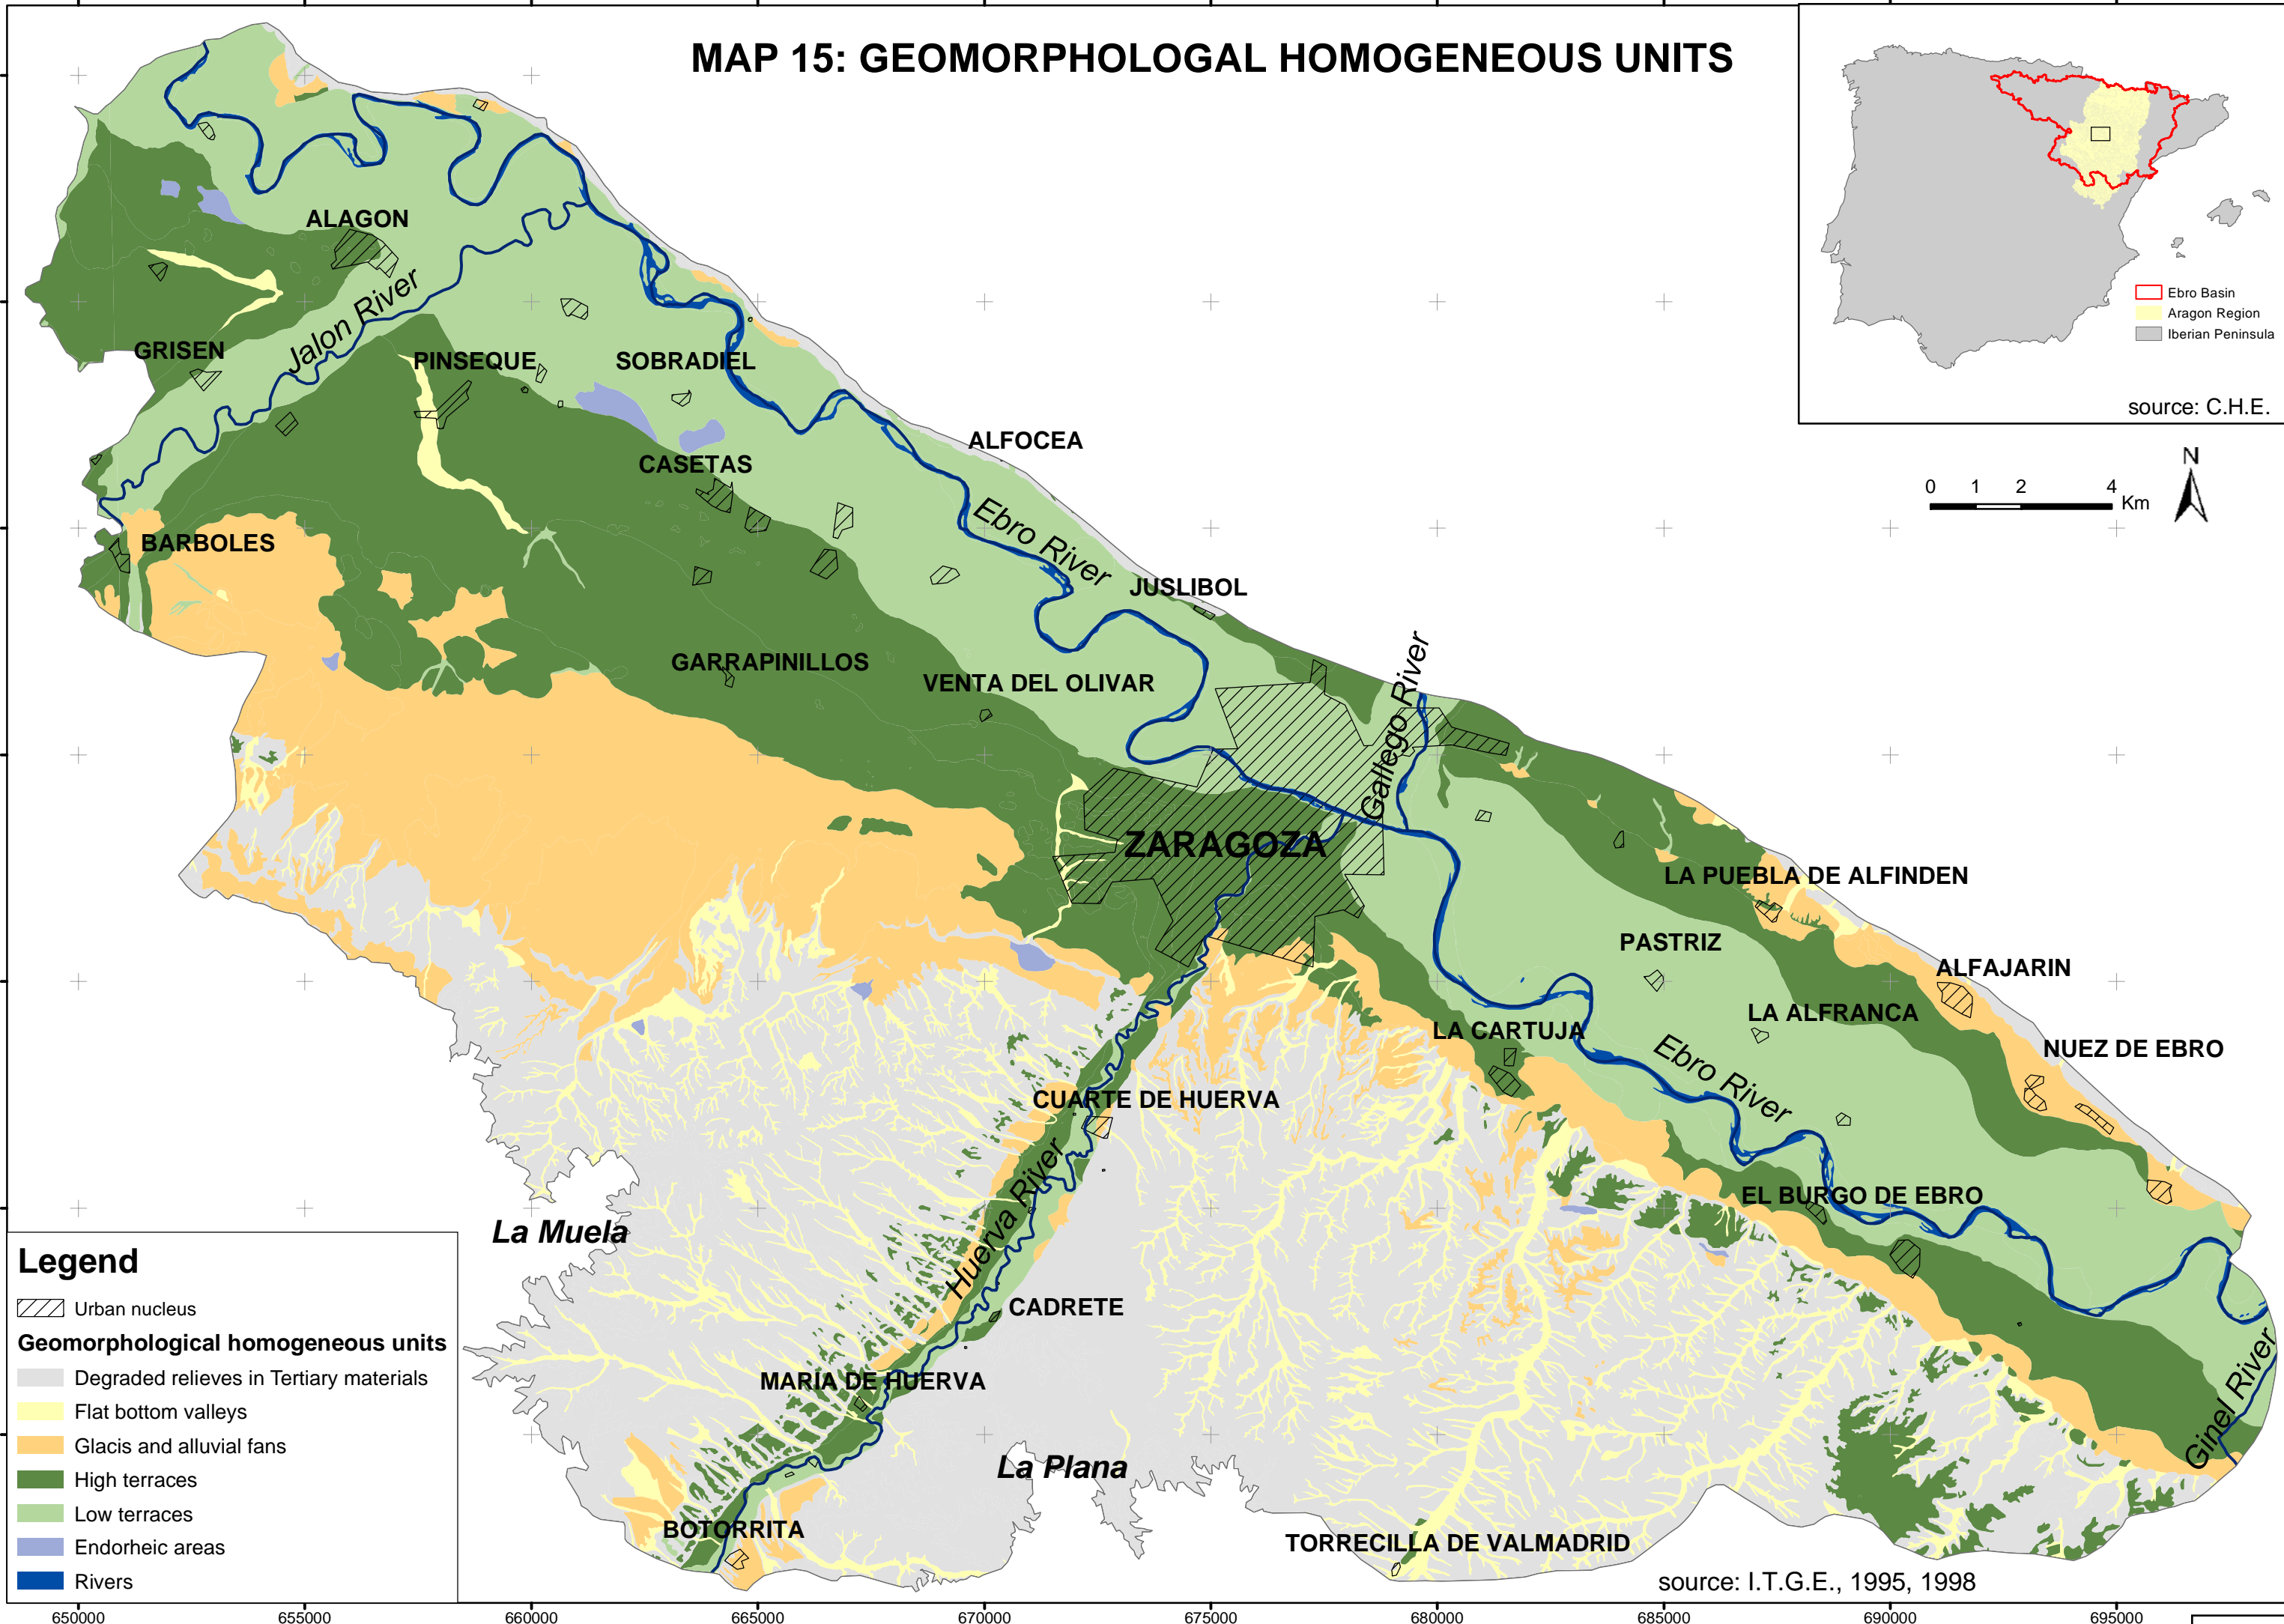 MAP 15: GEOMORPHOLOGAL HOMOGENEOUS UNITS
Ebro Basin
Aragon Region
Iberian Peninsula
source: C.H.E.
N
0 1 2 4
Km
ALAGON
Jalon River
GRISEN
PINSEQUE
SOBRADIEL
ALFOCEA
CASETAS
Ebro River
BARBOLES
JUSLIBOL
GARRAPINILLOS
VENTA DEL OLIVAR
Gallego River
ZARAGOZA
LA PUEBLA DE ALFINDEN
PASTRIZ
ALFAJARIN
LA ALFRANCA
LA CARTUJA
NUEZ DE EBRO
Ebro River
CUARTE DE HUERVA
EL BURGO DE EBRO
La Muela
Huerva River
CADRETE
MARIA DE HUERVA
Ginel River
La Plana
BOTORRITA
TORRECILLA DE VALMADRID
source: I.T.G.E., 1995, 1998
Legend
Urban nucleus
Geomorphological homogeneous units
Degraded relieves in Tertiary materials
Flat bottom valleys
Glacis and alluvial fans
High terraces
Low terraces
Endorheic areas
Rivers
650000 655000 660000 665000 670000 675000 680000 685000 690000 695000